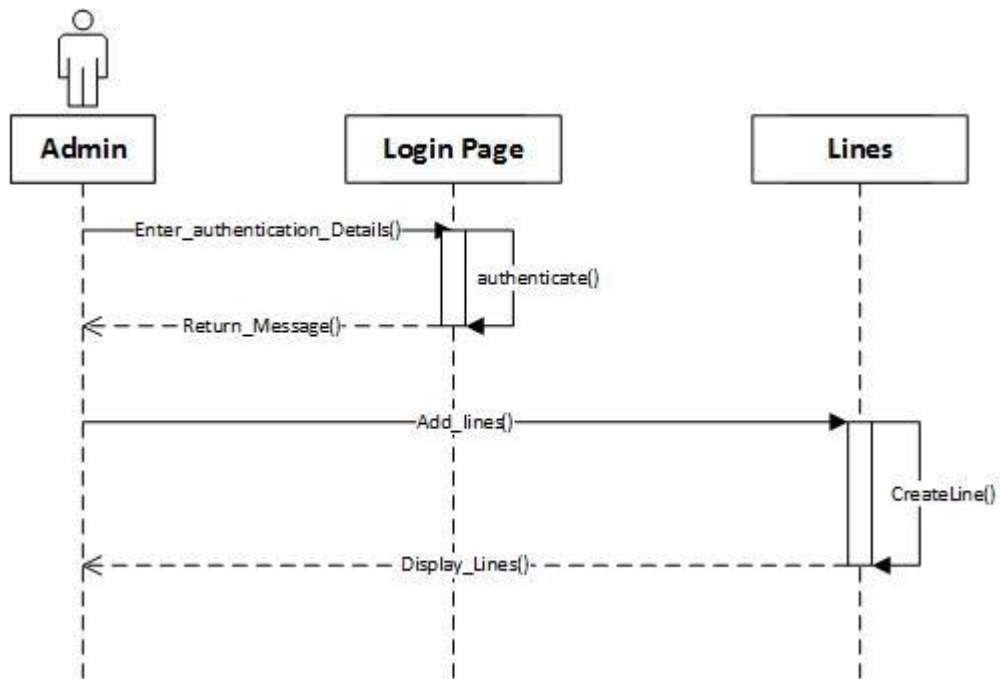 Admin
Login Page
Lines
Enter_authentication_Details()
authenticate()
Return_Message()
Add_lines()
CreateLine()
Display_Lines()